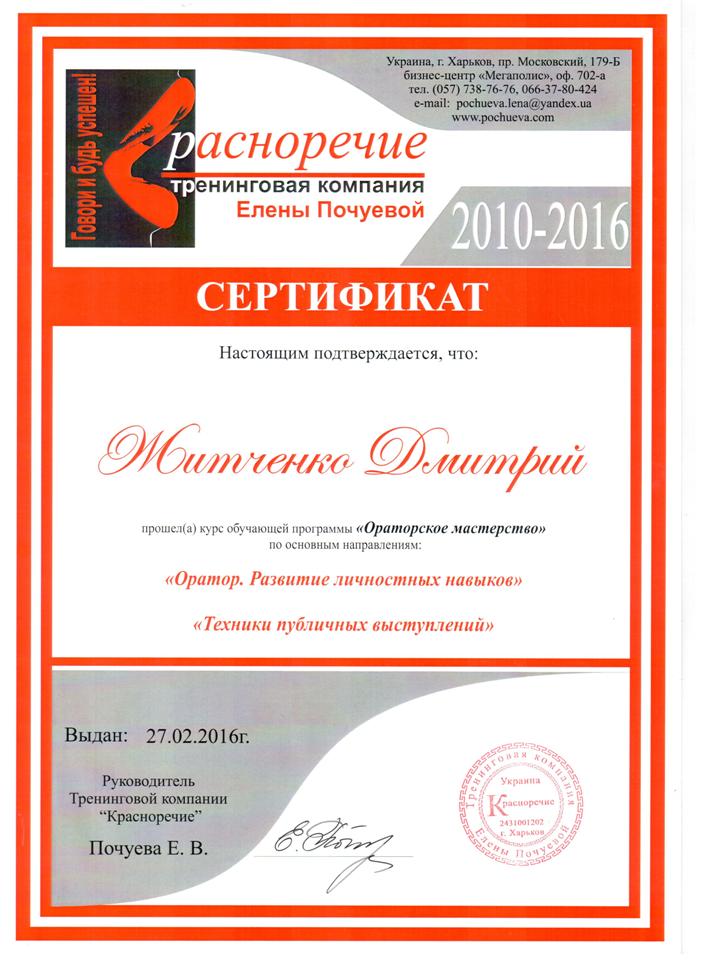 Украина, г. Харьков, пр. Московский, 179-Б
бизнес-центр «Мегаполис», оф. 702-а
тел. (057) 738-76-76, 066-37-80-424
e-mail: pochueva.lena@yandex.ua
www.pochueva.com
Говори и будь успешен!
Красноречие
тренинговая компания
Елены Почуевой
2010-2016
СЕРТИФИКАТ
Настоящим подтверждается, что:
Житченко Дмитрий
прошел(а) курс обучающей программы «Ораторское мастерство»
по основным направлениям:
«Оратор. Развитие личностных навыков»
«Техники публичных выступлений»
Выдан: 27.02.2016г.
Руководитель
Тренинговой компании
“Красноречие”
Почуева Е. В.
Тренинговая компания
Украина
Красноречие
2431001202
г. Харьков
Елены Почуевой